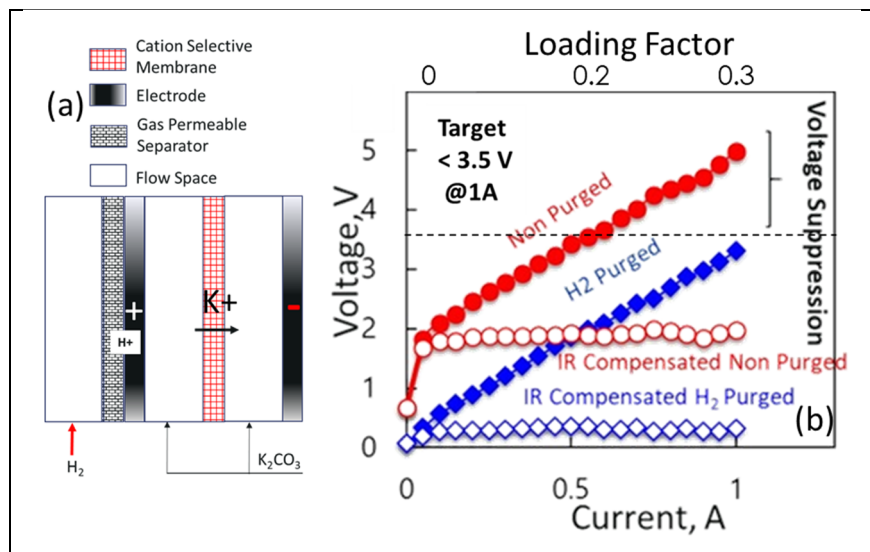 (a)
Cation Selective
Membrane
Electrode
Gas Permeable
Separator
Flow Space
+
H+
K+
-
H₂
K₂CO₃
Loading Factor
0 0.2 0.3
Target
< 3.5 V
@1A
Non Purged
H2 Purged
IR Compensated Non Purged
IR Compensated H₂ Purged
(b)
Voltage Suppression
Voltage, V
5
4
3
2
1
0
0 0.5 1
Current, A